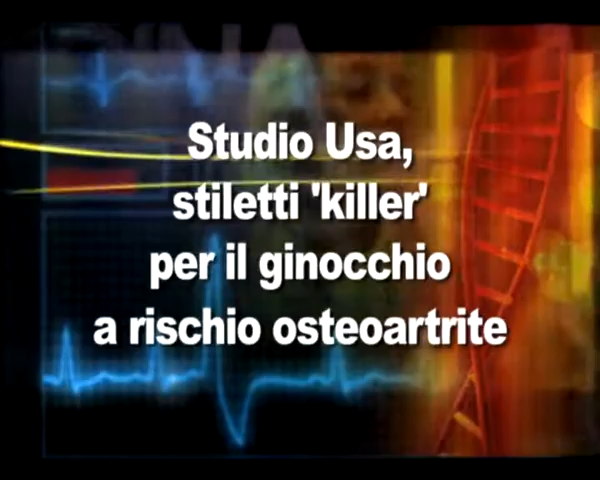 Studio Usa,
stiletti 'killer'
per il ginocchio
a rischio osteoartrite